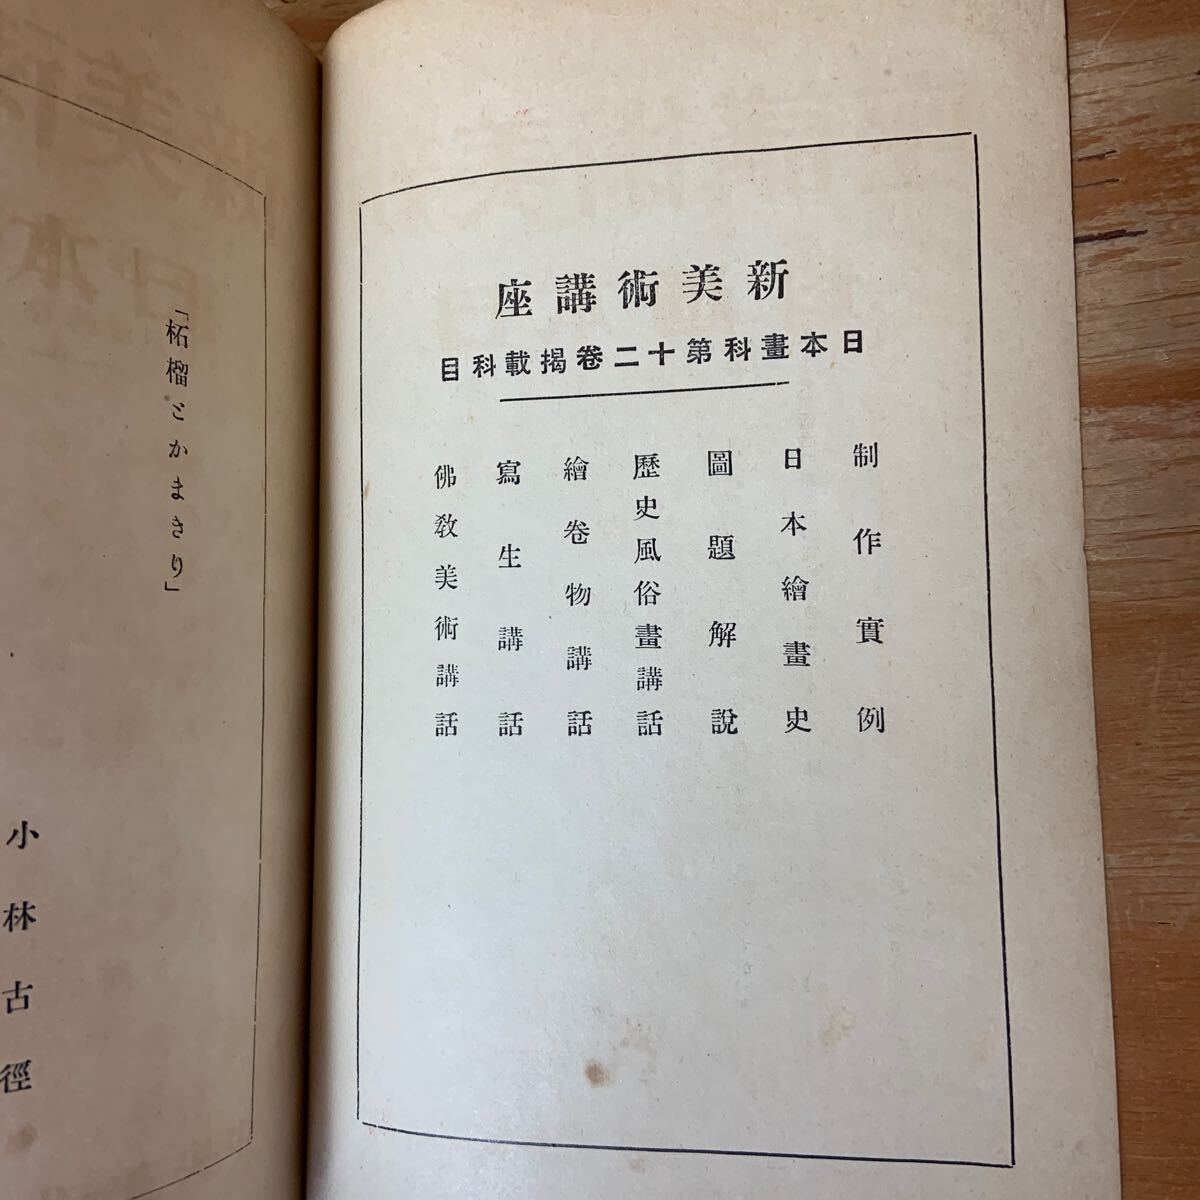 新美術講座
日本畫科第十二卷揭載科目
制作實例
日本繪畫史
圖題解說
歷史風俗畫講話
繪卷物講話
寫生講話
佛敎美術講話
「柘榴とかまきり」
小林古徑